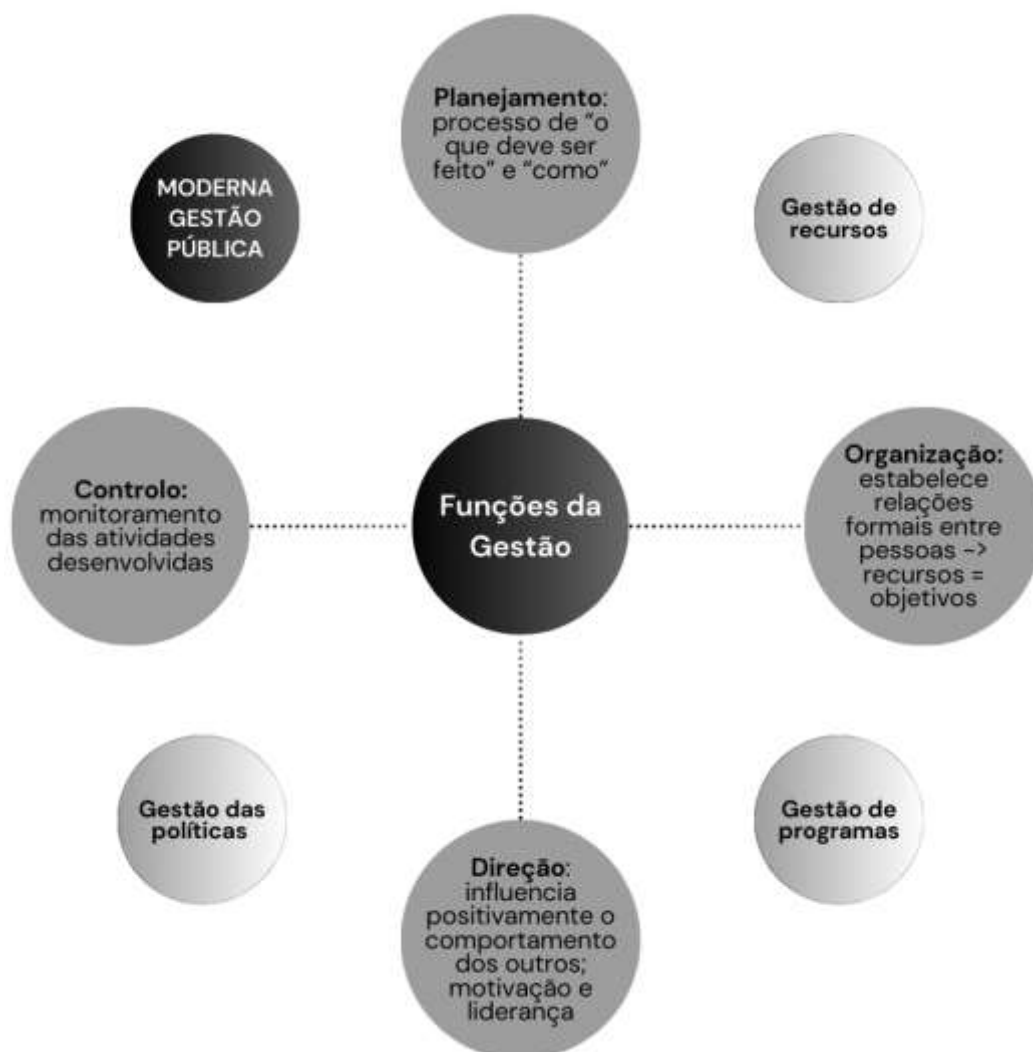 Planejamento:
processo de “o
que deve ser
feito” e “como”
MODERNA
GESTÃO
PÚBLICA
Gestão de
recursos
Controlo:
monitoramento
das atividades
desenvolvidas
Funções da
Gestão
Organização:
estabelece
relações
formais entre
pessoas ->
recursos =
objetivos
Gestão das
políticas
Direção:
influencia
positivamente o
comportamento
dos outros;
motivação e
liderança
Gestão de
programas